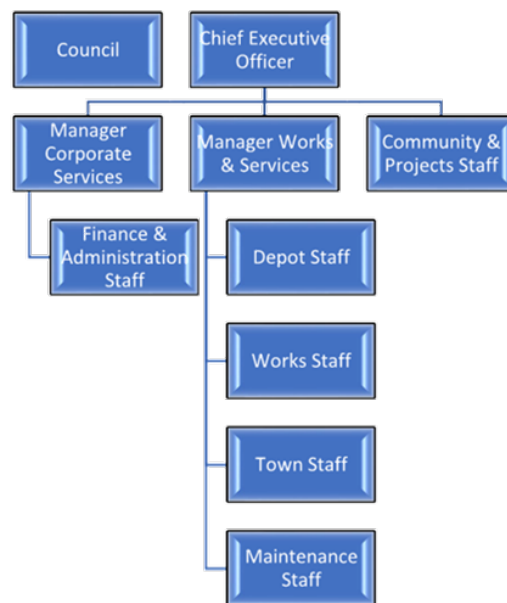 Council
Chief Executive
Officer
Manager
Corporate
Services
Manager Works
& Services
Community &
Projects Staff
Finance &
Administration
Staff
Depot Staff
Works Staff
Town Staff
Maintenance
Staff